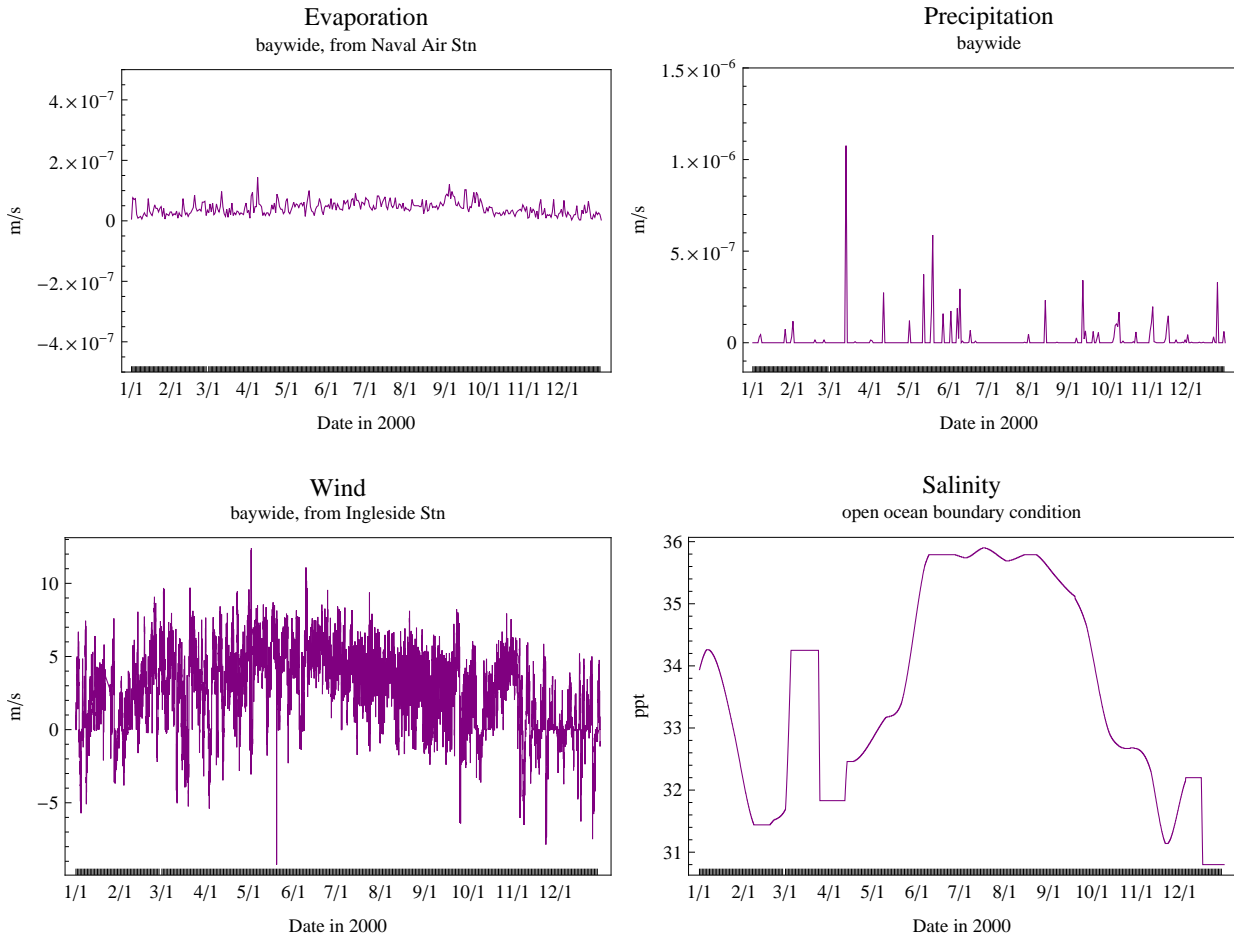 Evaporation
baywide, from Naval Air Stn
4.×10⁻⁷
2.×10⁻⁷
0
−2.×10⁻⁷
−4.×10⁻⁷
m/s
1/1 2/1 3/1 4/1 5/1 6/1 7/1 8/1 9/1 10/1 11/1 12/1
Date in 2000
Precipitation
baywide
1.5×10⁻⁶
1.×10⁻⁶
5.×10⁻⁷
0
m/s
1/1 2/1 3/1 4/1 5/1 6/1 7/1 8/1 9/1 10/1 11/1 12/1
Date in 2000
Wind
baywide, from Ingleside Stn
10
5
0
−5
m/s
1/1 2/1 3/1 4/1 5/1 6/1 7/1 8/1 9/1 10/1 11/1 12/1
Date in 2000
Salinity
open ocean boundary condition
36
35
34
33
32
31
ppt
1/1 2/1 3/1 4/1 5/1 6/1 7/1 8/1 9/1 10/1 11/1 12/1
Date in 2000